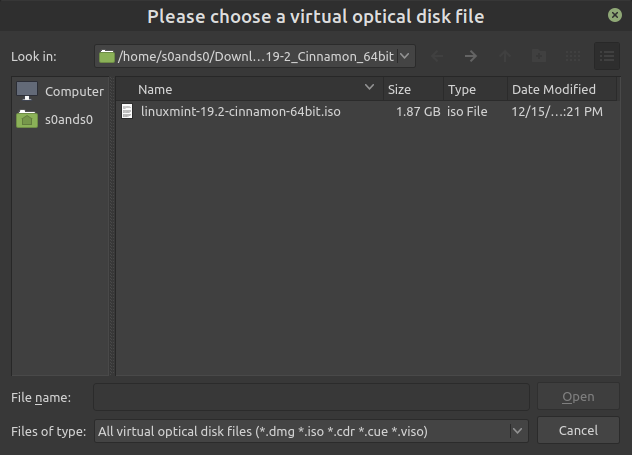 Please choose a virtual optical disk file
Look in: /home/s0ands0/Downl...19-2_Cinnamon_64bit
Computer
s0ands0
Name Size Type Date Modified
linuxmint-19.2-cinnamon-64bit.iso 1.87 GB iso File 12/15/...:21 PM
File name: Open
Files of type: All virtual optical disk files (*.dmg *.iso *.cdr *.cue *.viso) Cancel